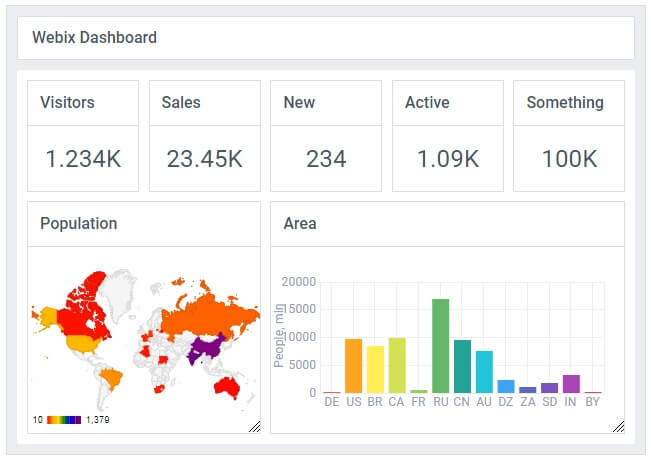 Webix Dashboard
Visitors
1.234K
Sales
23.45K
New
234
Active
1.09K
Something
100K
Population
10
1,379
Area
People, mln
20000
15000
10000
5000
0
DE US BR CA FR RU CN AU DZ ZA SD IN BY